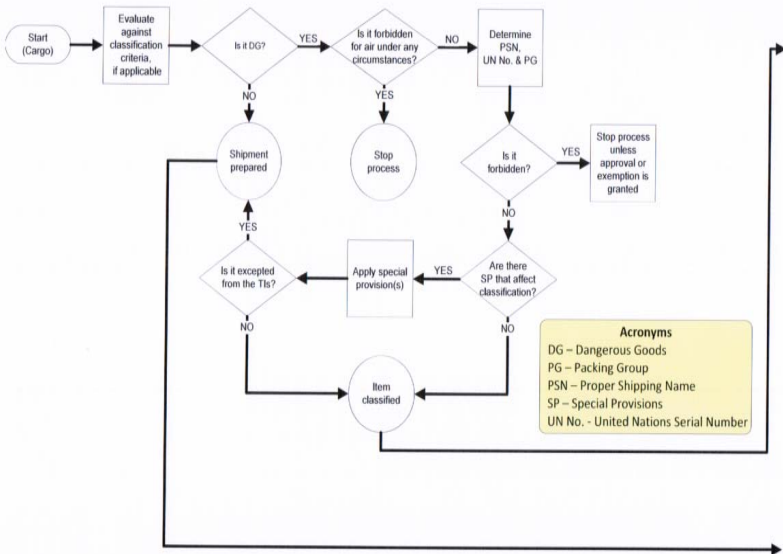 Start
(Cargo)
Evaluate
against
classification
criteria,
if applicable
Is it DG?
YES
Is it forbidden
for air under any
circumstances?
NO
Determine
PSN,
UN No. & PG
NO
YES
Shipment
prepared
Stop
process
Is it
forbidden?
YES
Stop process
unless
approval or
exemption is
granted
NO
YES
Is it excepted
from the TIs?
Apply special
provision(s)
YES
Are there
SP that affect
classification?
NO
NO
Item
classified
Acronyms
DG – Dangerous Goods
PG – Packing Group
PSN – Proper Shipping Name
SP – Special Provisions
UN No. - United Nations Serial Number